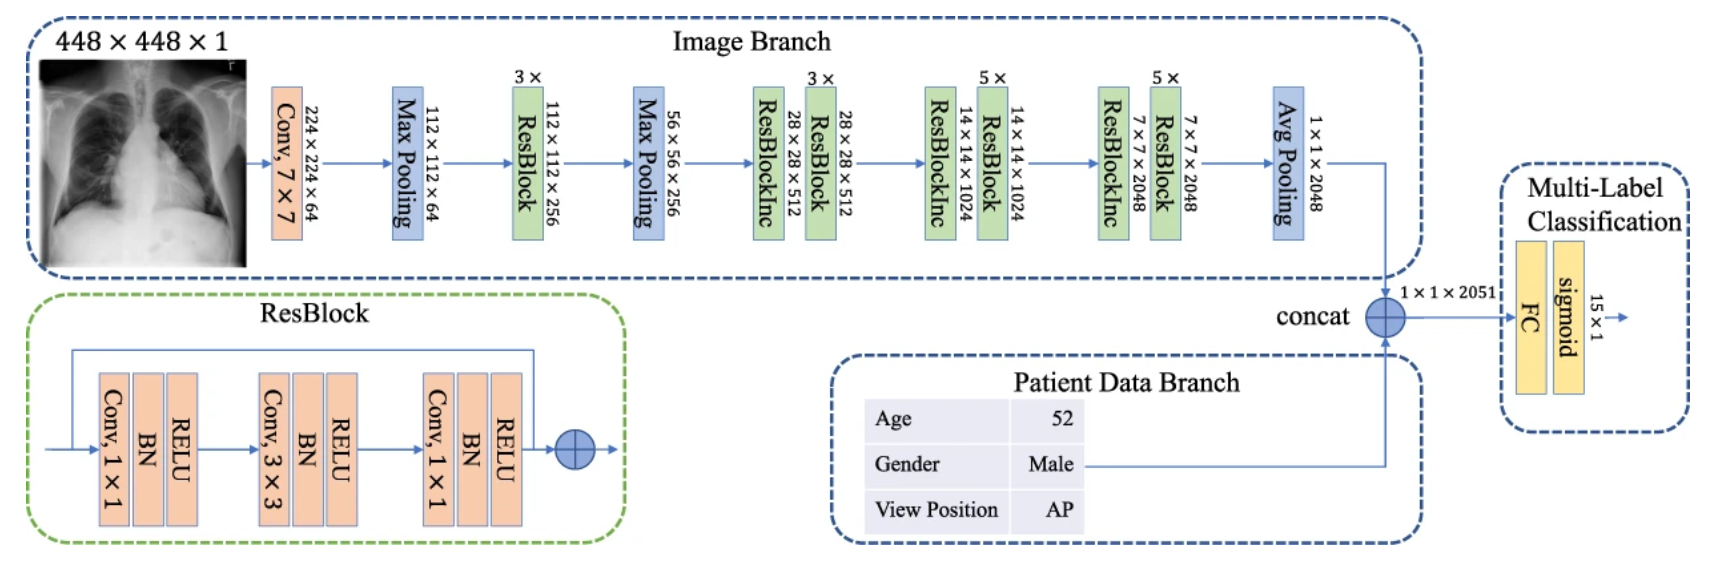 448 × 448 × 1
Image Branch
Conv, 7 × 7
224 × 224 × 64
Max Pooling
112 × 112 × 64
3 ×
ResBlock
112 × 112 × 256
Max Pooling
56 × 56 × 256
ResBlockInc
28 × 28 × 512
3 ×
ResBlock
28 × 28 × 512
ResBlockInc
14 × 14 × 1024
5 ×
ResBlock
14 × 14 × 1024
ResBlockInc
7 × 7 × 2048
5 ×
ResBlock
7 × 7 × 2048
Avg Pooling
1 × 1 × 2048
concat
1 × 1 × 2051
Multi-Label
Classification
FC
sigmoid
15 × 1
ResBlock
Conv, 1 × 1
BN
RELU
Conv, 3 × 3
BN
RELU
Conv, 1 × 1
BN
RELU
Patient Data Branch
Age 52
Gender Male
View Position AP